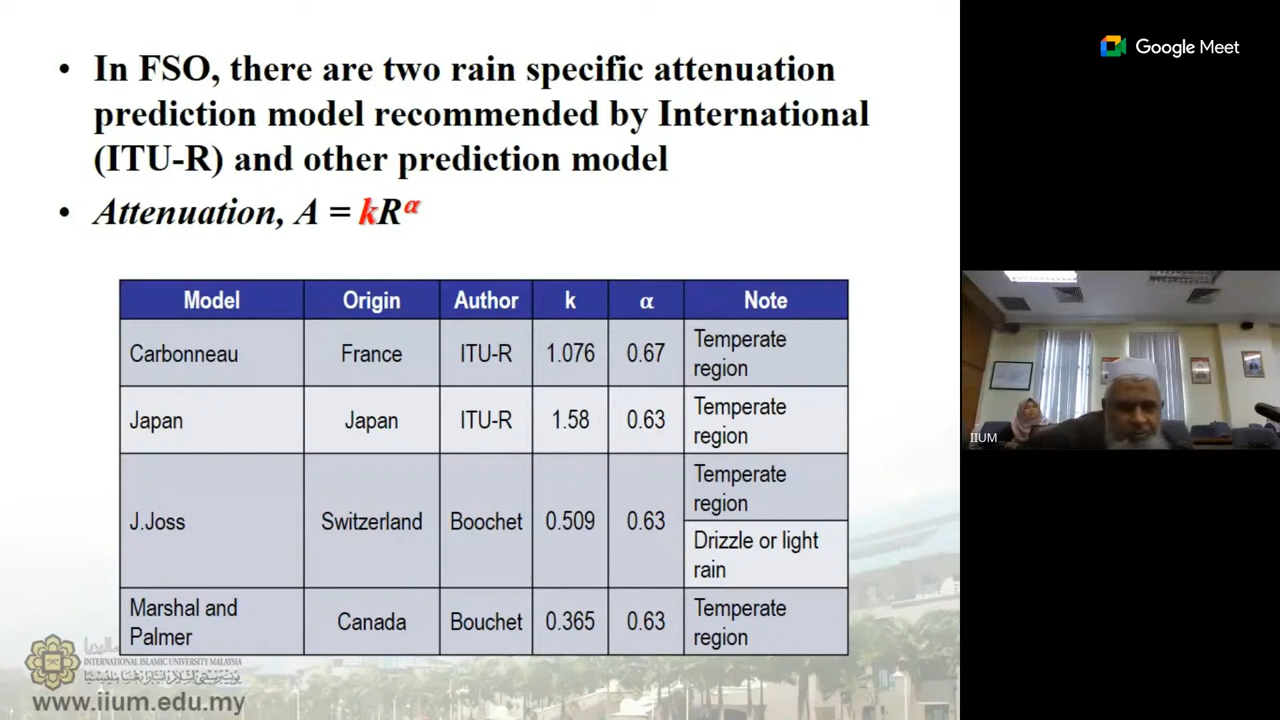 • In FSO, there are two rain specific attenuation
prediction model recommended by International
(ITU-R) and other prediction model
• Attenuation, A = kRᵅ
Model Origin Author k α Note
Carbonneau France ITU-R 1.076 0.67 Temperate
region
Japan Japan ITU-R 1.58 0.63 Temperate
region
J.Joss Switzerland Boochet 0.509 0.63 Temperate
region
Drizzle or light
rain
Marshal and
Palmer Canada Bouchet 0.365 0.63 Temperate
region
INTERNATIONAL ISLAMIC UNIVERSITY MALAYSIA
www.iium.edu.my
Google Meet
IIUM